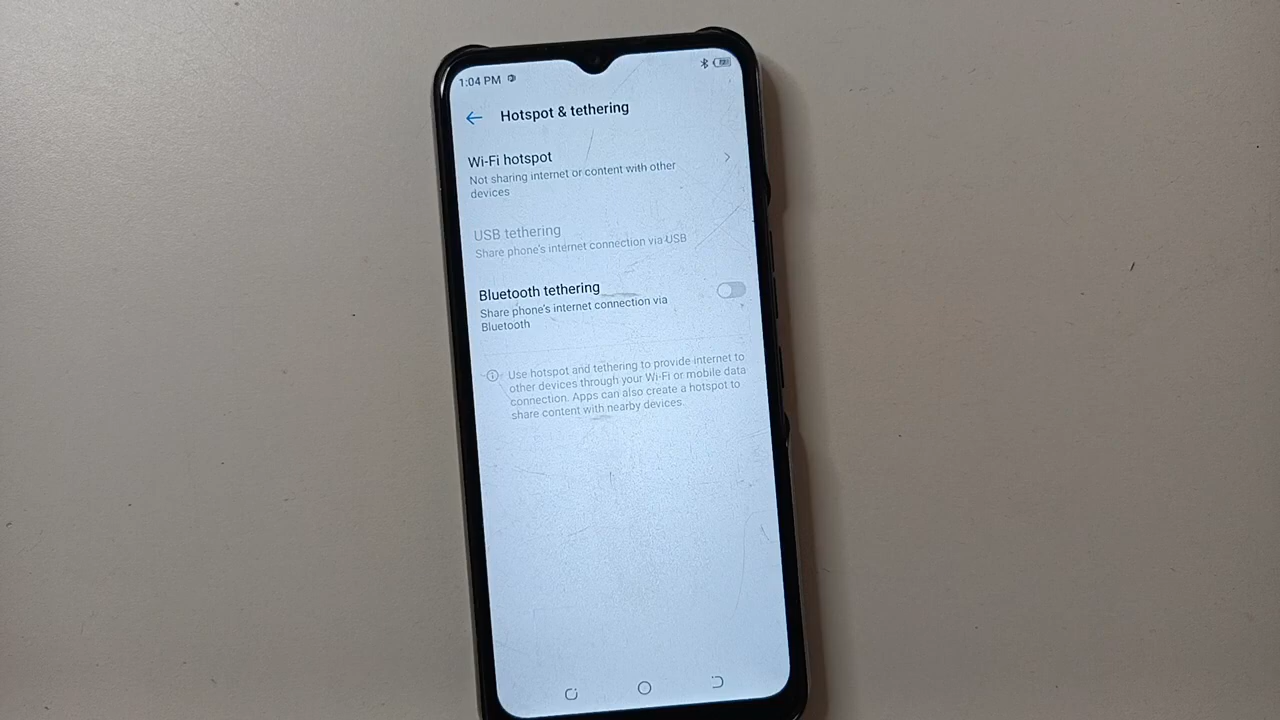 1:04 PM
Hotspot & tethering
Wi-Fi hotspot
Not sharing internet or content with other
devices
USB tethering
Share phone's internet connection via USB
Bluetooth tethering
Share phone's internet connection via
Bluetooth
Use hotspot and tethering to provide internet to
other devices through your Wi-Fi or mobile data
connection. Apps can also create a hotspot to
share content with nearby devices.